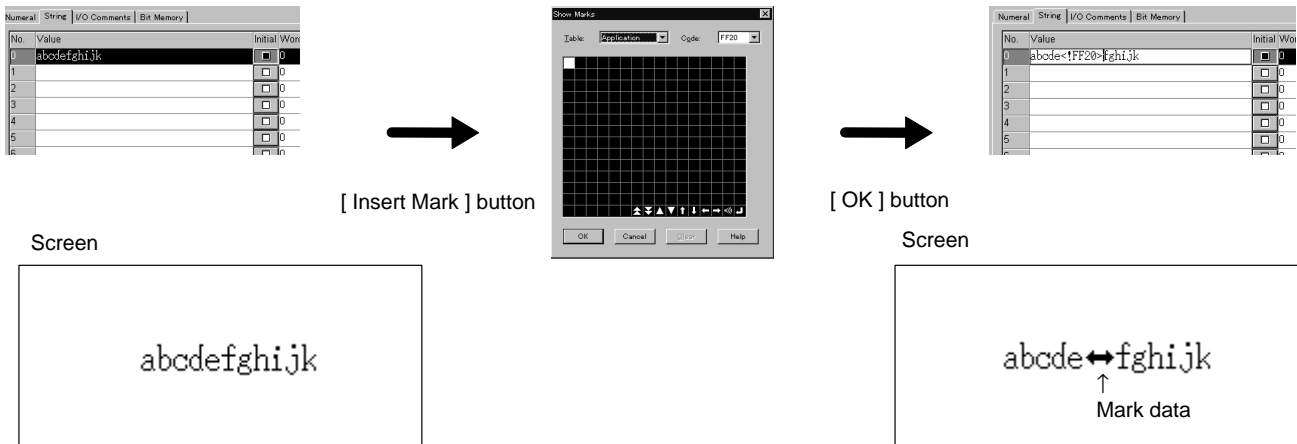 Numeral String I/O Comments Bit Memory
No. Value Initial Wor
0 abcdefghijk 0
1 0
2 0
3 0
4 0
5 0
6 0
[ Insert Mark ] button
Show Marks
Table: Application Code: FF20
OK Cancel Clear Help
[ OK ] button
Numeral String I/O Comments Bit Memory
No. Value Initial Wor
0 abcde<!FF20>fghijk 0
1 0
2 0
3 0
4 0
5 0
Screen
abcdefghijk
Screen
abcde↔fghijk
↑
Mark data